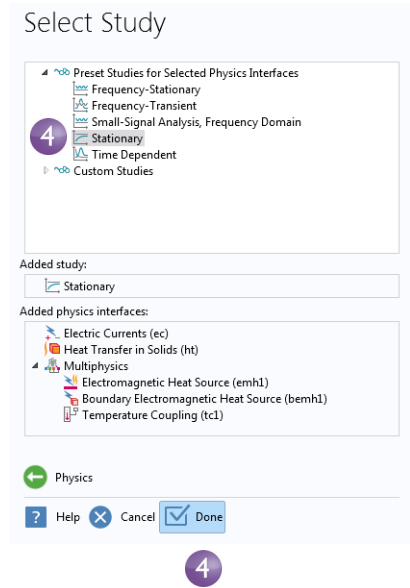 Select Study
Preset Studies for Selected Physics Interfaces
Frequency-Stationary
Frequency-Transient
Small-Signal Analysis, Frequency Domain
4
Stationary
Time Dependent
Custom Studies
Added study:
Stationary
Added physics interfaces:
Electric Currents (ec)
Heat Transfer in Solids (ht)
Multiphysics
Electromagnetic Heat Source (emh1)
Boundary Electromagnetic Heat Source (bemh1)
Temperature Coupling (tc1)
Physics
? Help Cancel Done
4